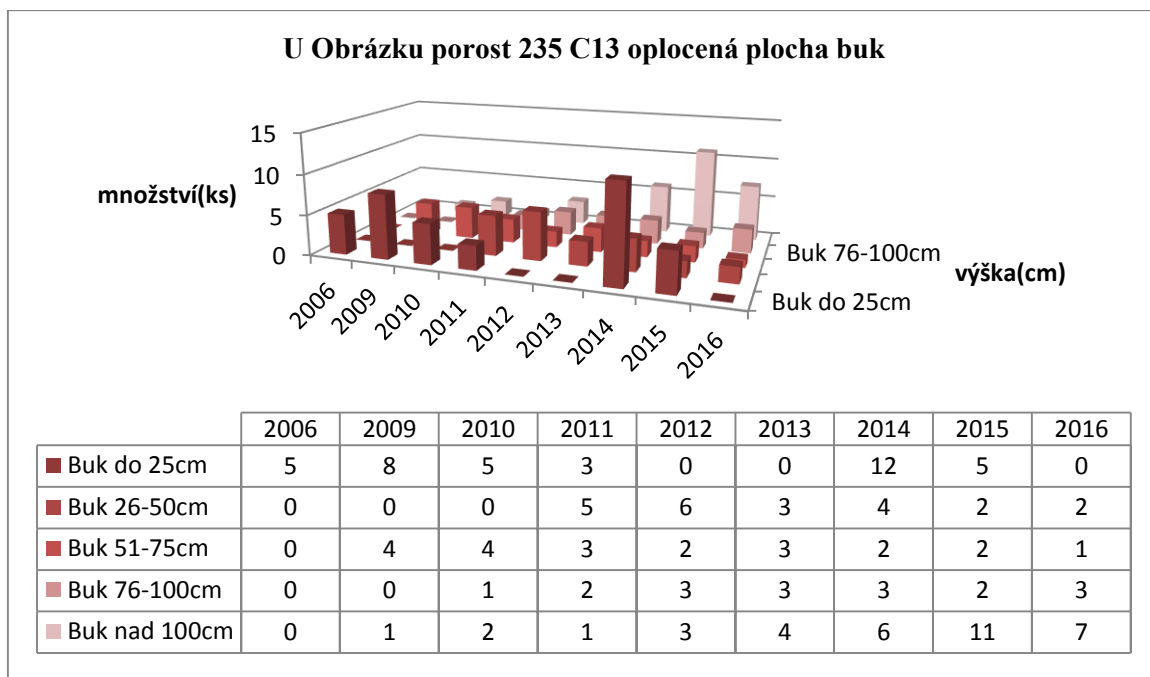 U Obrázku porost 235 C13 oplocená plocha buk
15
10
5
0
množství(ks)
2006
2009
2010
2011
2012
2013
2014
2015
2016
Buk 76-100cm
Buk do 25cm
výška(cm)
2006 2009 2010 2011 2012 2013 2014 2015 2016
Buk do 25cm 5 8 5 3 0 0 12 5 0
Buk 26-50cm 0 0 0 5 6 3 4 2 2
Buk 51-75cm 0 4 4 3 2 3 2 2 1
Buk 76-100cm 0 0 1 2 3 3 3 2 3
Buk nad 100cm 0 1 2 1 3 4 6 11 7